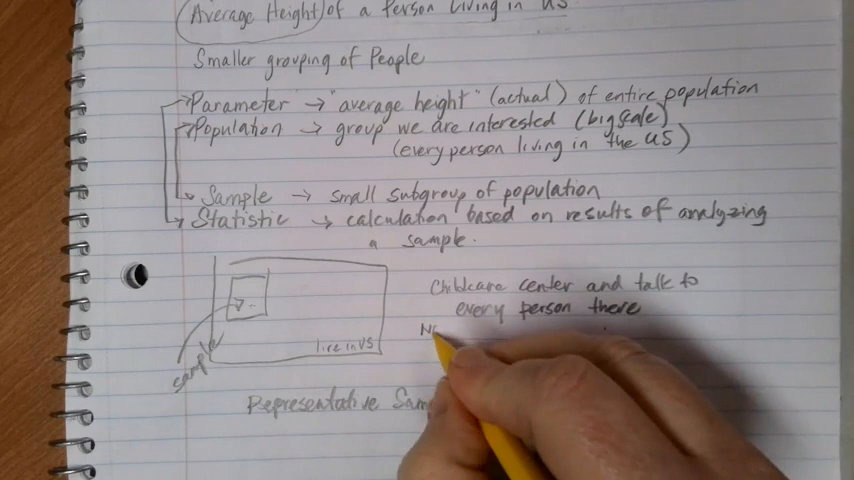 Average Height of a Person Living in US
Smaller grouping of People
Parameter → "average height" (actual) of entire population
Population → group we are interested (big scale)
(every person living in the US)
Sample → small subgroup of population
Statistic → calculation based on results of analyzing
a sample.
Childcare center and talk to
every person there
live in US
sample
Representative Sam